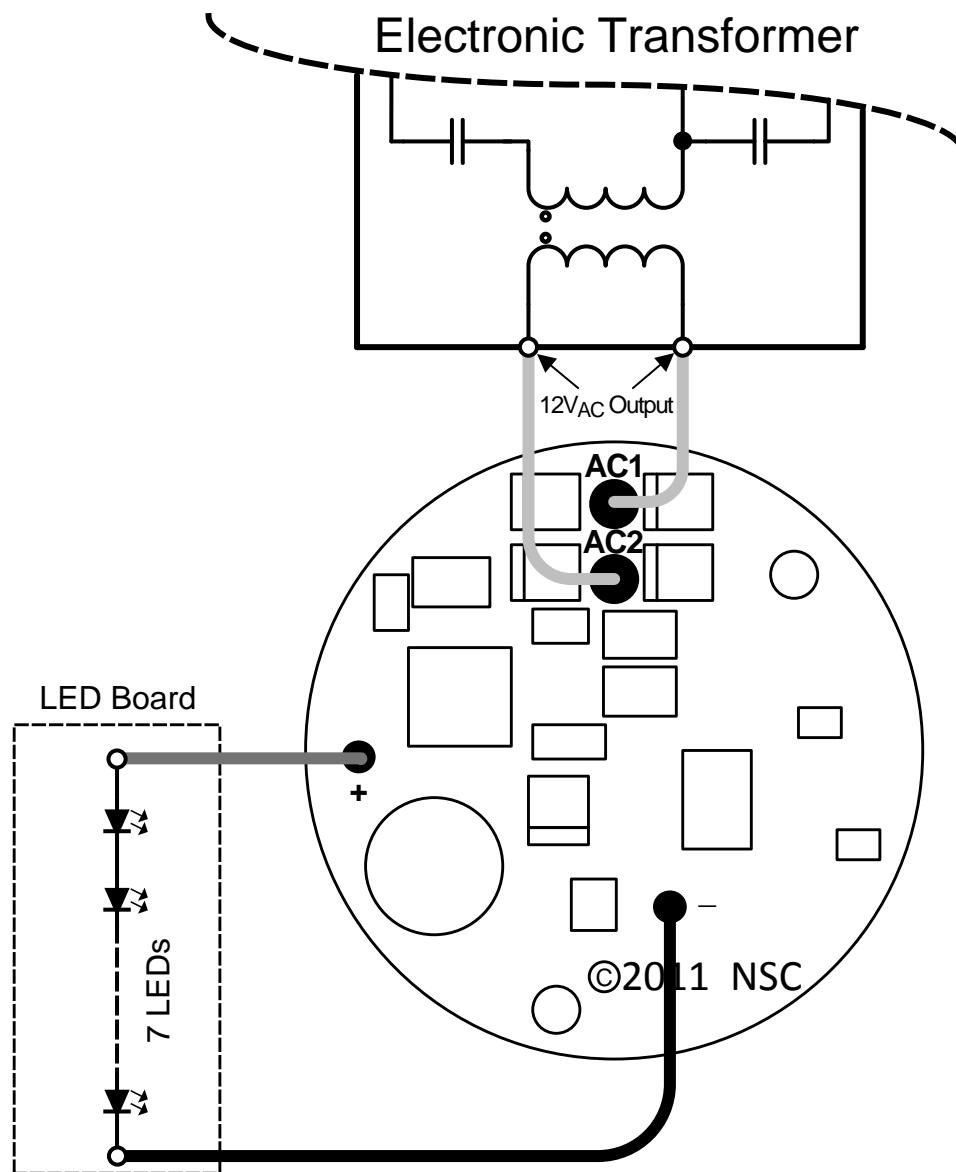 Electronic Transformer
12VAC Output
AC1
AC2
LED Board
+
7 LEDs
–
©2011 NSC